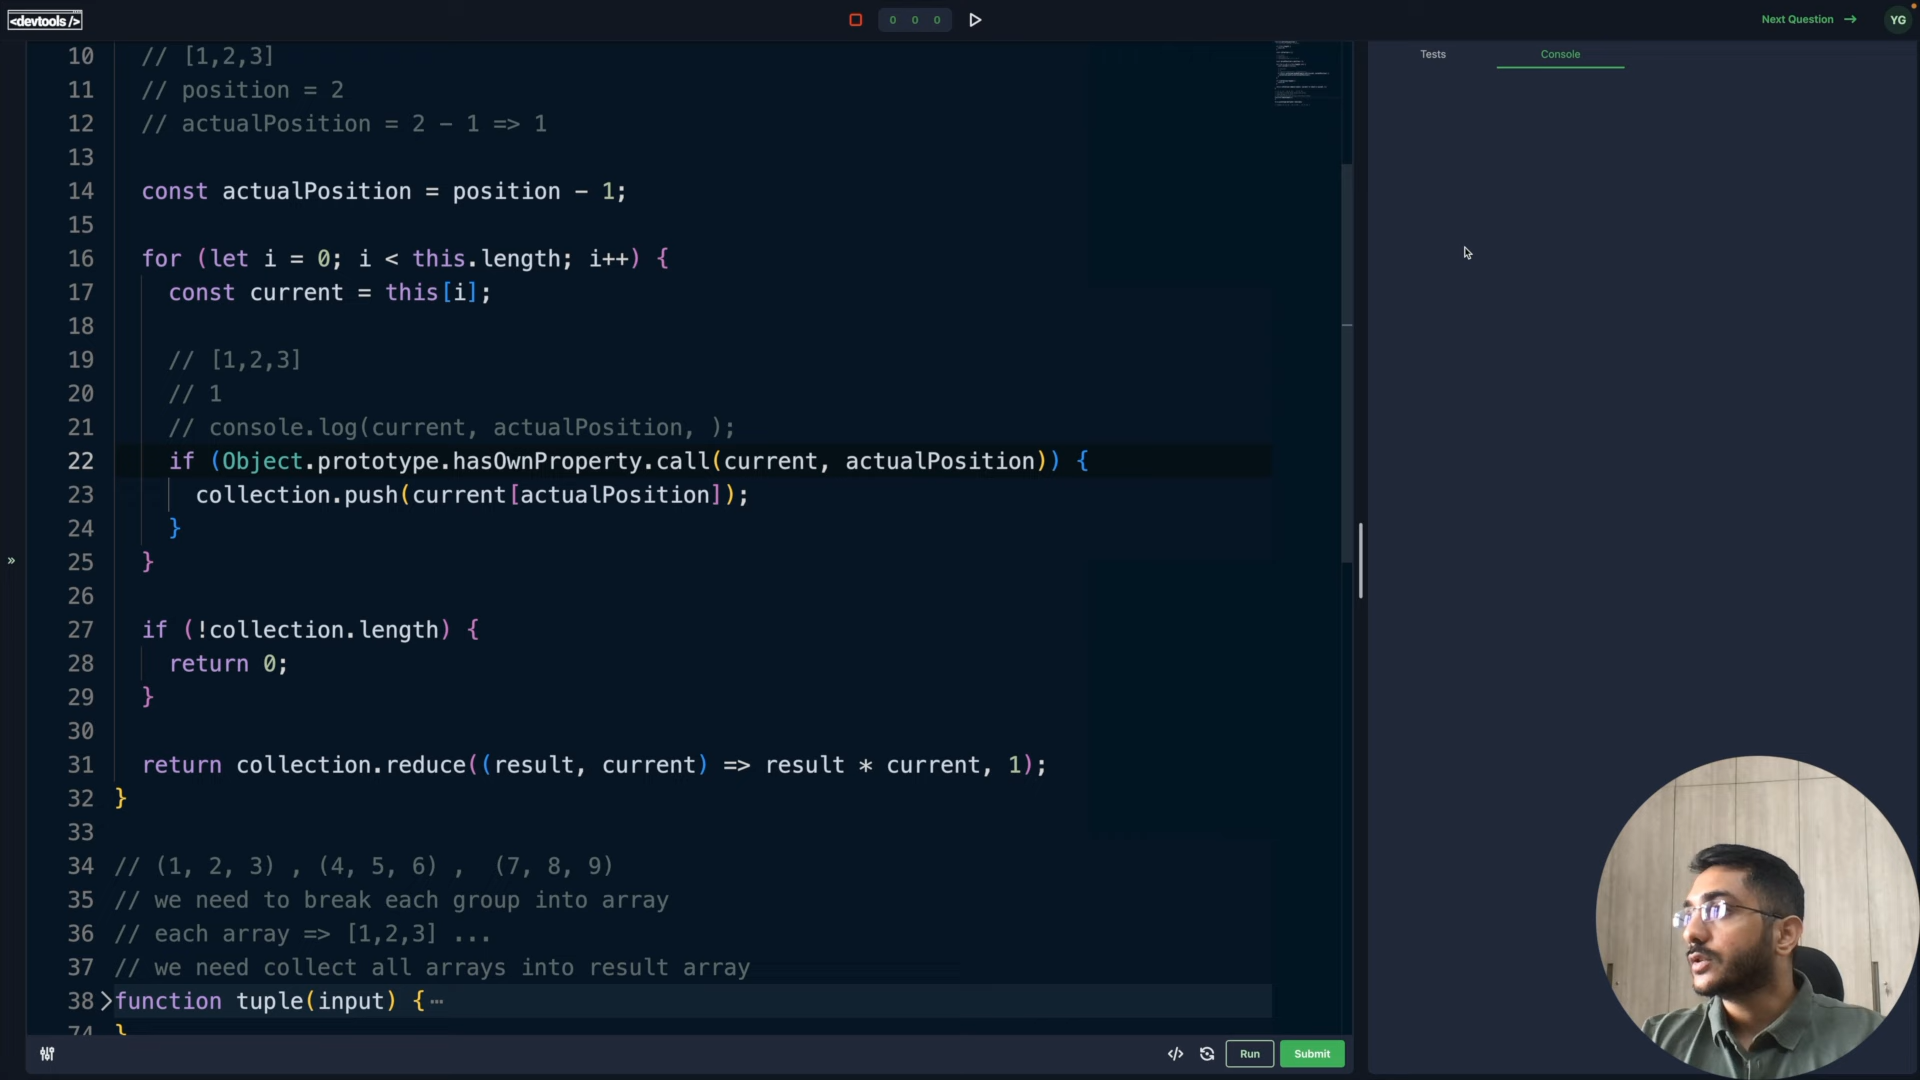 <devtools />
0 0 0
Next Question →
YG
Tests
Console
10 // [1,2,3]
11 // position = 2
12 // actualPosition = 2 - 1 => 1
13
14 const actualPosition = position - 1;
15
16 for (let i = 0; i < this.length; i++) {
17 const current = this[i];
18
19 // [1,2,3]
20 // 1
21 // console.log(current, actualPosition, );
22 if (Object.prototype.hasOwnProperty.call(current, actualPosition)) {
23 collection.push(current[actualPosition]);
24 }
25 }
26
27 if (!collection.length) {
28 return 0;
29 }
30
31 return collection.reduce((result, current) => result * current, 1);
32 }
33
34 // (1, 2, 3) , (4, 5, 6) , (7, 8, 9)
35 // we need to break each group into array
36 // each array => [1,2,3] ...
37 // we need collect all arrays into result array
38 function tuple(input) { ⋯
74 }
Run
Submit